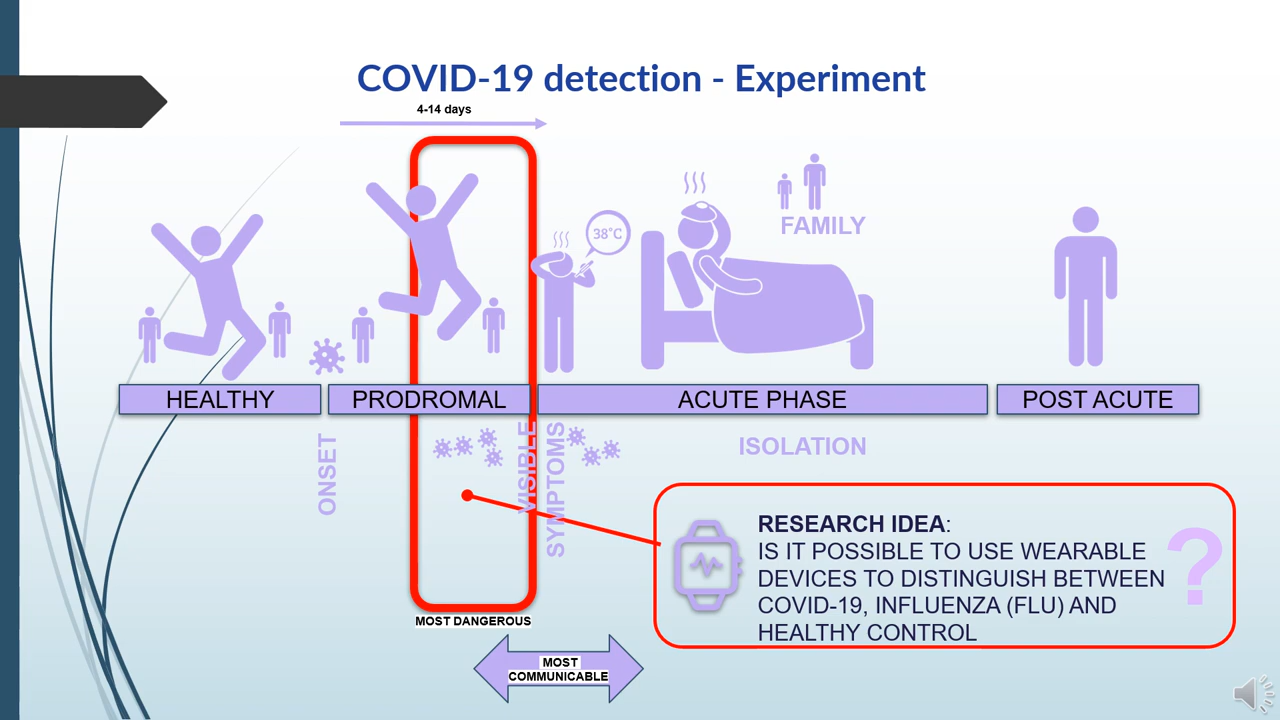 COVID-19 detection - Experiment
4-14 days
38°C
FAMILY
HEALTHY
PRODROMAL
ACUTE PHASE
POST ACUTE
ONSET
VISIBLE
SYMPTOMS
ISOLATION
RESEARCH IDEA:
IS IT POSSIBLE TO USE WEARABLE
DEVICES TO DISTINGUISH BETWEEN
COVID-19, INFLUENZA (FLU) AND
HEALTHY CONTROL
?
MOST DANGEROUS
MOST
COMMUNICABLE